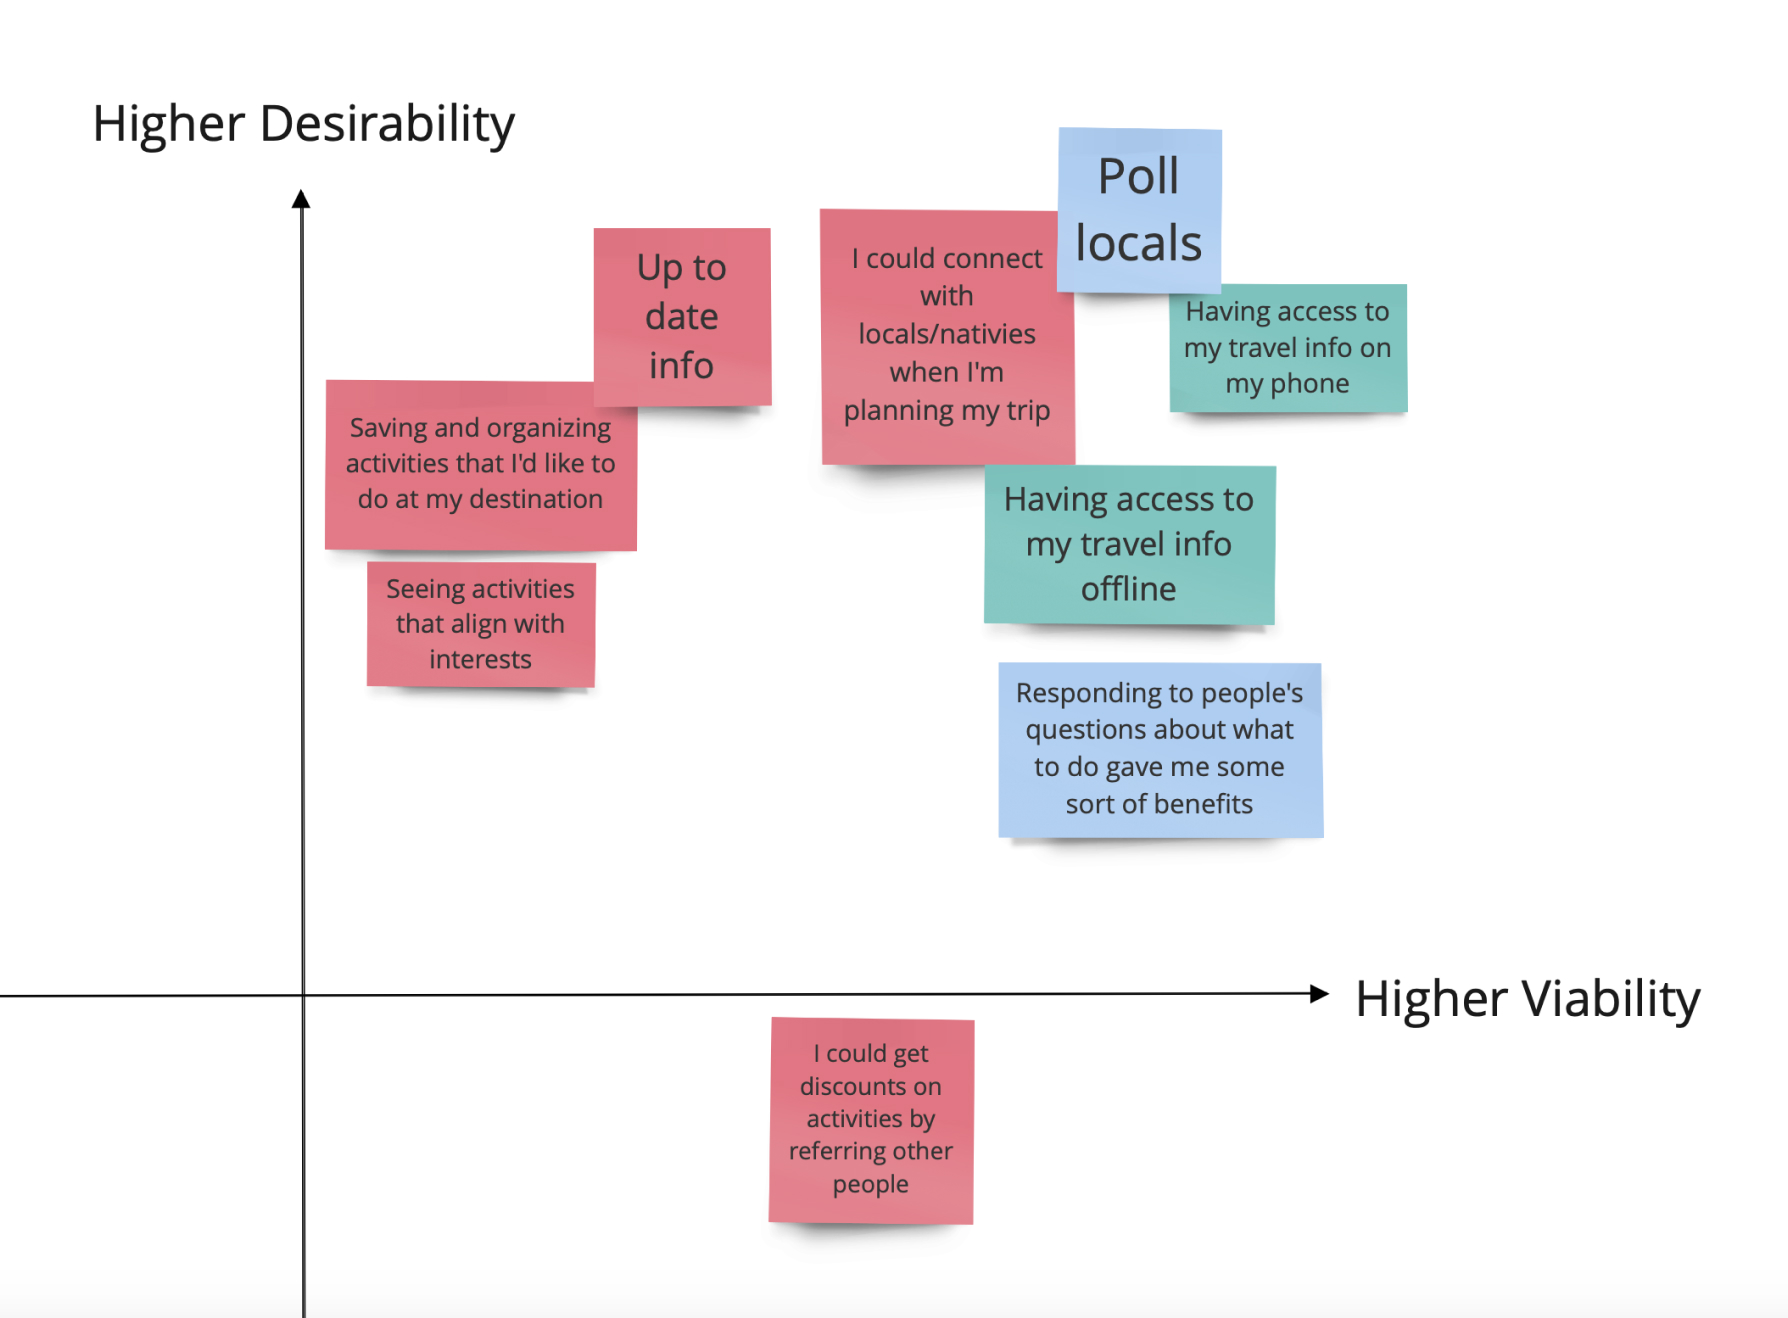 Higher Desirability
Poll
locals
Up to
date
info
I could connect
with
locals/nativies
when I'm
planning my trip
Having access to
my travel info on
my phone
Saving and organizing
activities that I'd like to
do at my destination
Having access to
my travel info
offline
Seeing activities
that align with
interests
Responding to people's
questions about what
to do gave me some
sort of benefits
Higher Viability
I could get
discounts on
activities by
referring other
people